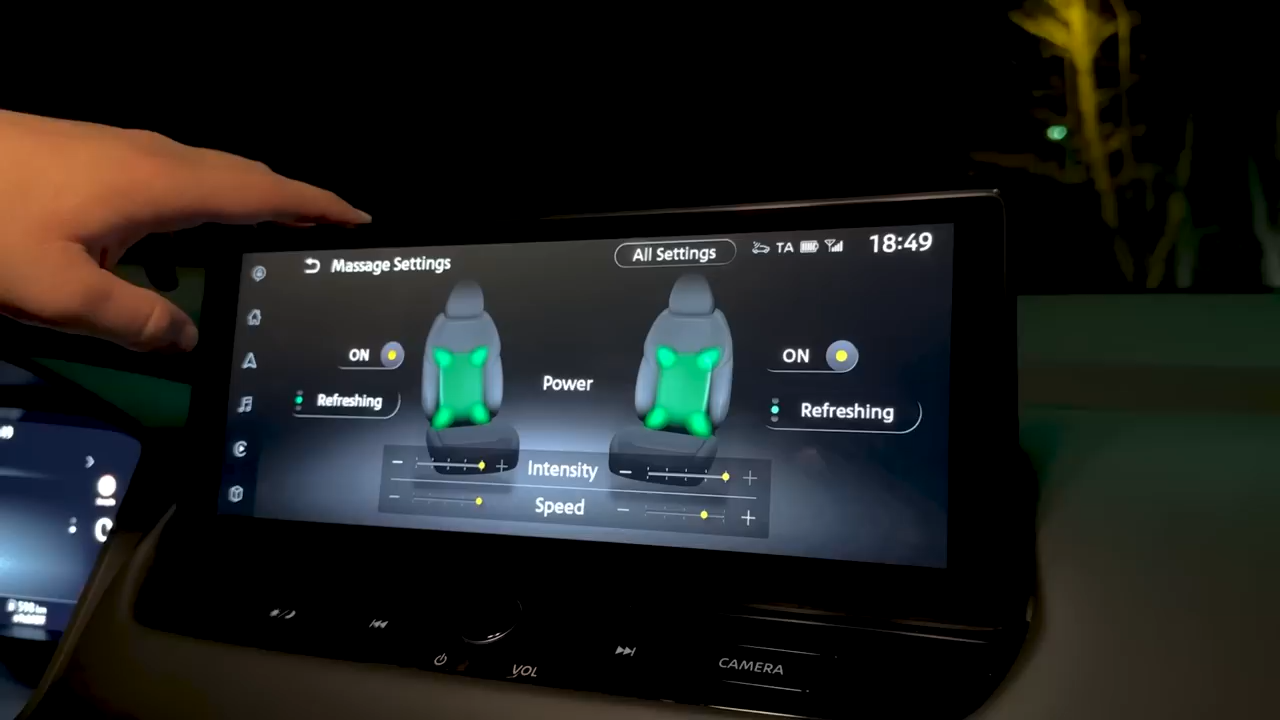 Massage Settings
All Settings
TA
18:49
ON
Power
ON
Refreshing
Refreshing
Intensity
Speed
VOL
CAMERA